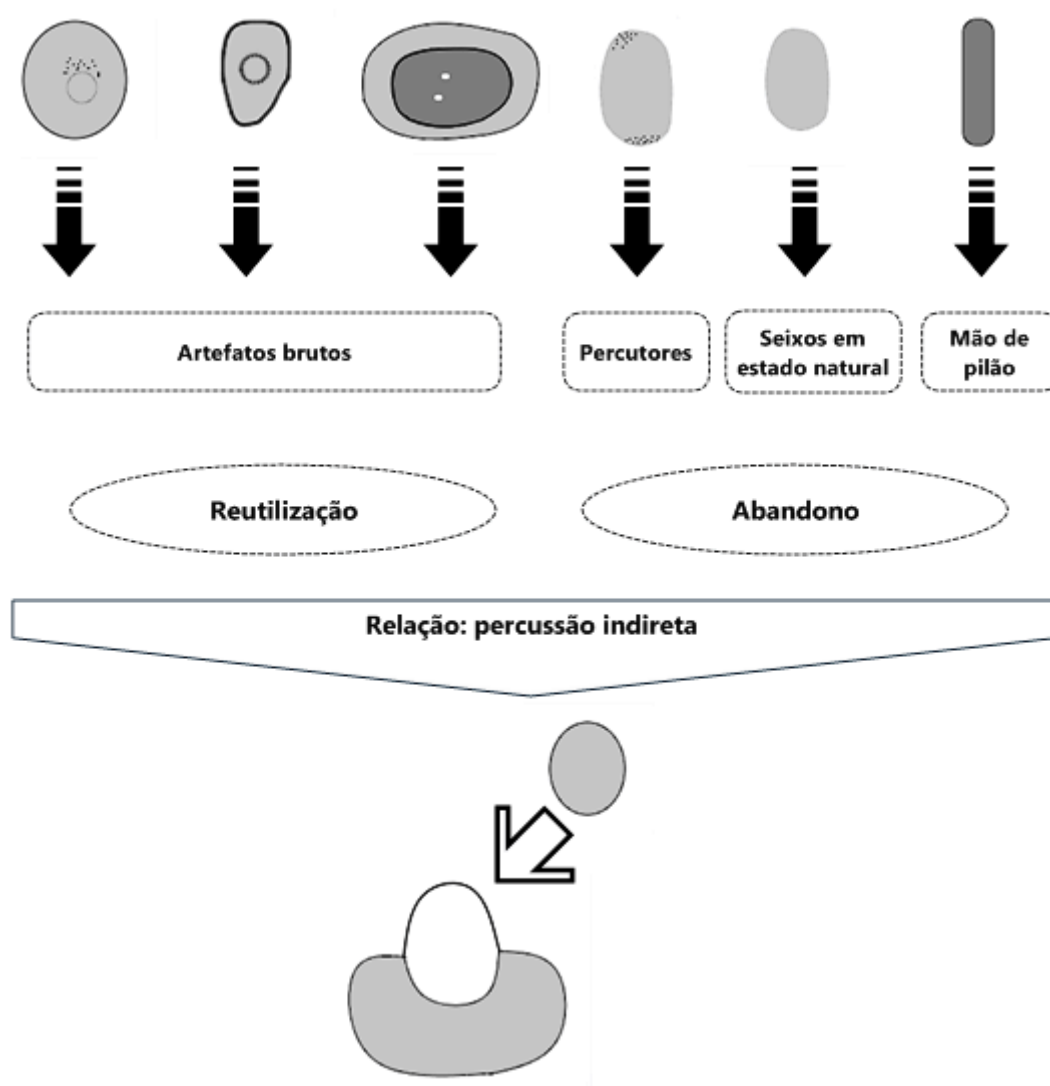 Artefatos brutos
Percutores
Seixos em
estado natural
Mão de
pilão
Reutilização
Abandono
Relação: percussão indireta